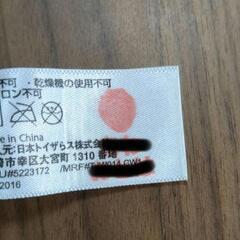 不可 ・乾燥機の使用不可
ロン不可
e in China
元:日本トイザらス株式会
崎市幸区大宮町 1310 番地
U#5223172 /MRF#T
2016